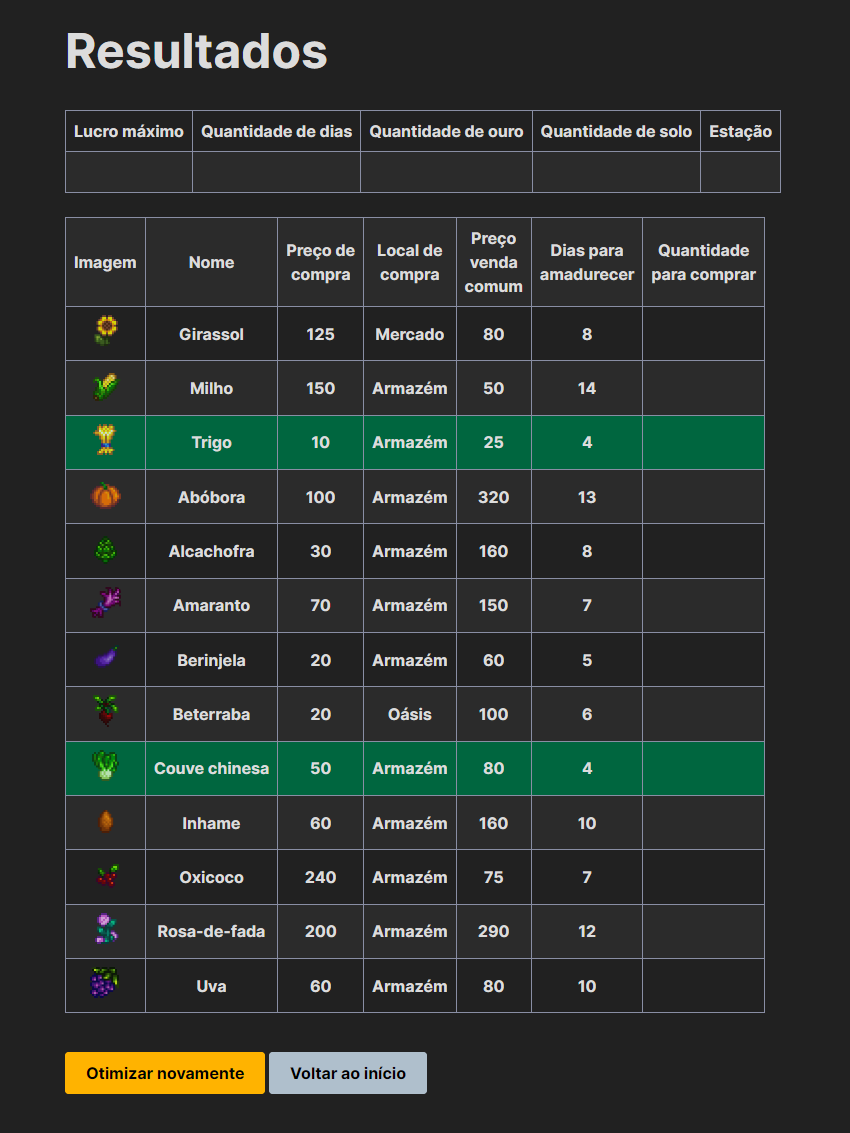 Resultados
Lucro máximo Quantidade de dias Quantidade de ouro Quantidade de solo Estação
Imagem Nome Preço de compra Local de compra Preço venda comum Dias para amadurecer Quantidade para comprar
Girassol 125 Mercado 80 8
Milho 150 Armazém 50 14
Trigo 10 Armazém 25 4
Abóbora 100 Armazém 320 13
Alcachofra 30 Armazém 160 8
Amaranto 70 Armazém 150 7
Berinjela 20 Armazém 60 5
Beterraba 20 Oásis 100 6
Couve chinesa 50 Armazém 80 4
Inhame 60 Armazém 160 10
Oxicoco 240 Armazém 75 7
Rosa-de-fada 200 Armazém 290 12
Uva 60 Armazém 80 10
Otimizar novamente Voltar ao início